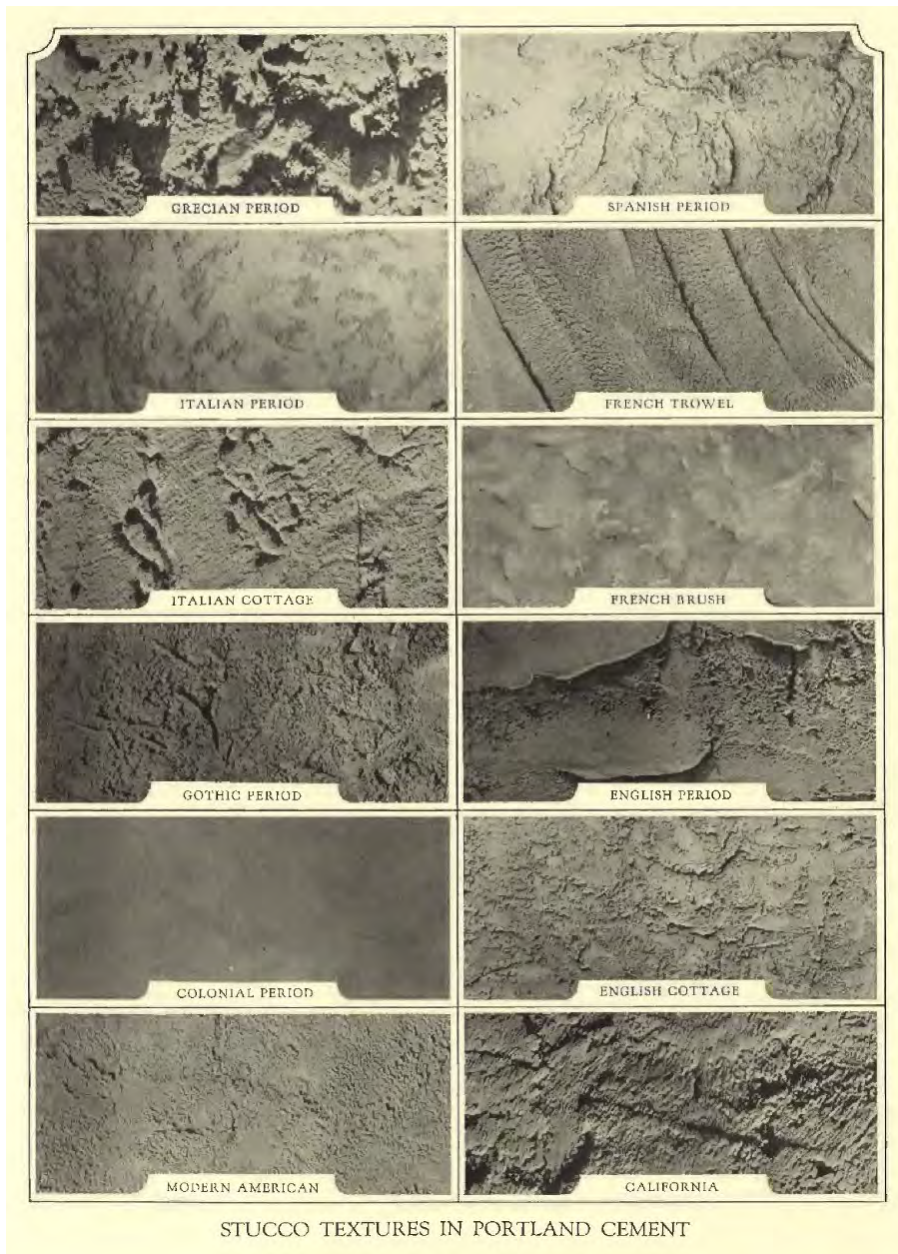 GRECIAN PERIOD
SPANISH PERIOD
ITALIAN PERIOD
FRENCH TROWEL
ITALIAN COTTAGE
FRENCH BRUSH
GOTHIC PERIOD
ENGLISH PERIOD
COLONIAL PERIOD
ENGLISH COTTAGE
MODERN AMERICAN
CALIFORNIA
STUCCO TEXTURES IN PORTLAND CEMENT